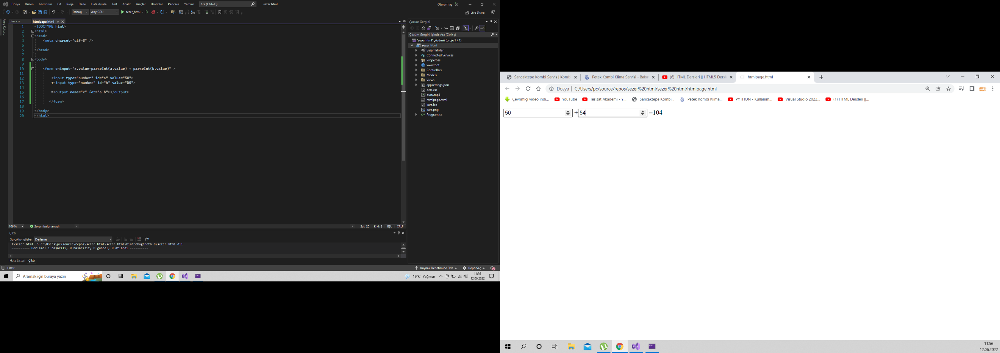 Dosya Düzen Görünüm Git Proje Derle Hata Ayıkla Test Analiz Araçlar Uzantılar Pencere Yardım Ara (Ctrl+Q) sezer html Oturum aç
Debug Any CPU sezer_html Live Share
Araç Kutusu
ders.css htmlpage.html
1 <!DOCTYPE html>
2 <html>
3 <head>
4 <meta charset="utf-8" />
5
6 </head>
7
8 <body>
9
10 <form oninput="x.value=parseInt(a.value) + parseInt(b.value)" >
11
12 <input type="number" id="a" value="50">
13 +<input type="number" id="b" value="50">
14
15 =<output name="x" for="a b"></output>
16
17 </form>
18
19 </body>
20 </html>
106 % Sorun bulunamadı Sat: 20 Krkt: 8 BŞL CRLF
Çıktı
Şu çıktıyı göster: Derleme
1>sezer html -> C:\Users\pc\source\repos\sezer html\sezer html\bin\Debug\net6.0\sezer html.dll
========== Derleme: 1 başarılı, 0 başarısız, 0 güncel, 0 atlandı ==========
Hata Listesi Çıktı
Hazır Kaynak Denetimine Ekle Depo Seç 2
Çözüm Gezgini
Çözüm Gezgini İçinde Ara (Ctrl+ş)
'sezer html' çözümü (proje 1 / 1)
sezer html
Bağımlılıklar
Connected Services
Properties
wwwroot
Controllers
Models
Views
appsettings.json
ders.css
duru.mp4
htmlpage.html
kare.ico
kare.png
C# Program.cs
Aramak için buraya yazın 19°C Yağmur 11:56
12.06.2022
Sancaktepe Kombi Servis | Kombi Petek Kombi Klima Servisi - Bakım (6) HTML Dersleri || HTML5 Dersl htmlpage.html
Dosya C:/Users/pc/source/repos/sezer%20html/sezer%20html/htmlpage.html
Çevrimiçi video indi... YouTube Tesisat Akademi - Y... Sancaktepe Kombi... Petek Kombi Klima... PYTHON - Kullanım... Visual Studio 2022... (1) HTML Dersleri ||...
50 +54 =104
11:56
12.06.2022